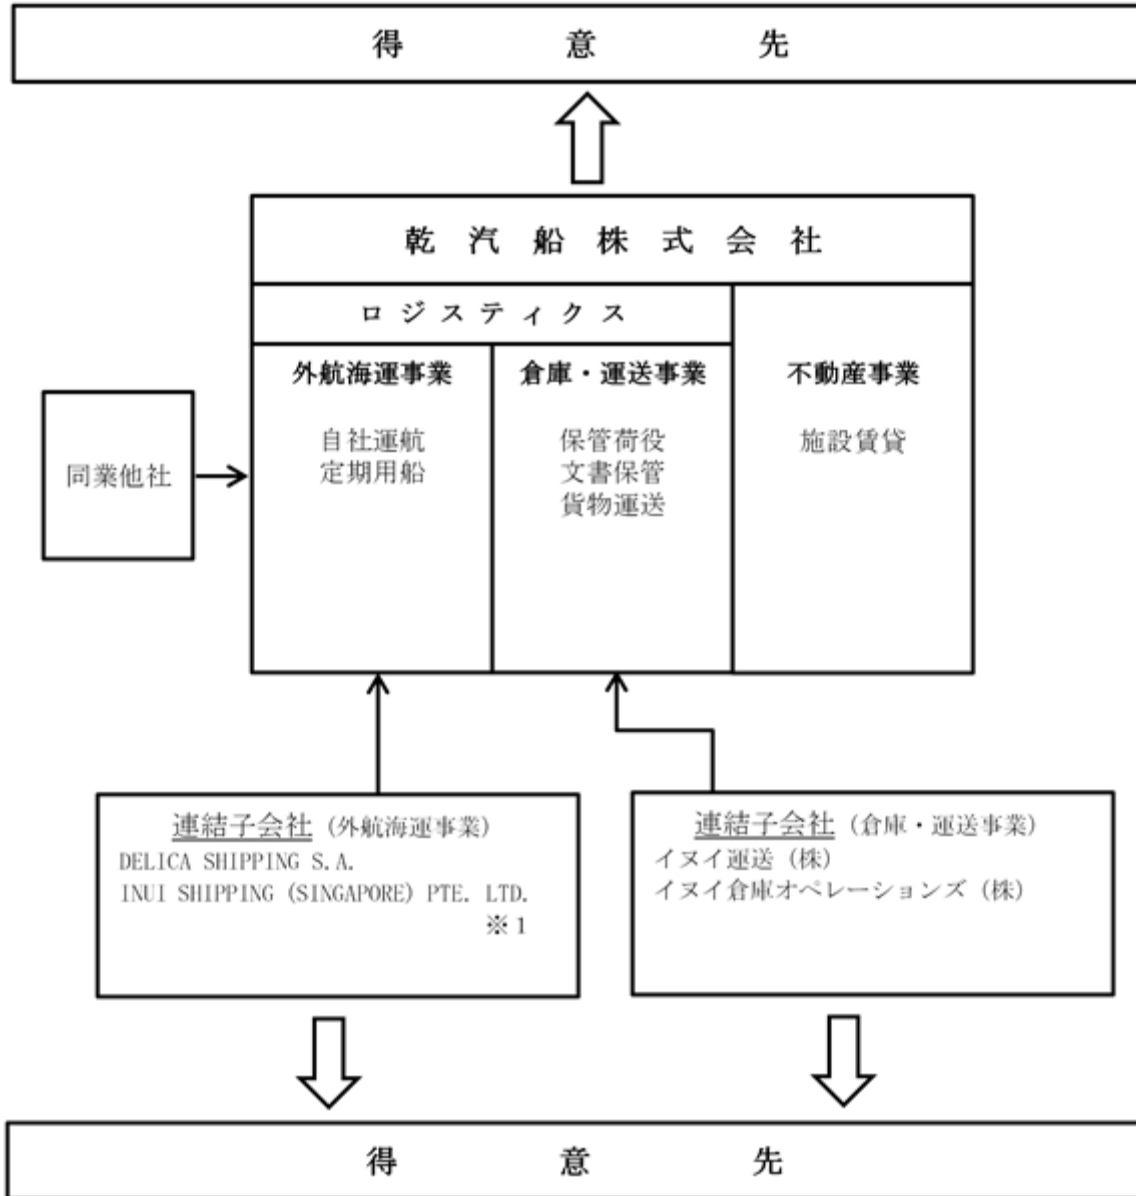 得意先
乾汽船株式会社
ロジスティクス
外航海運事業
自社運航
定期用船
倉庫・運送事業
保管荷役
文書保管
貨物運送
不動産事業
施設賃貸
同業他社
連結子会社 (外航海運事業)
DELICA SHIPPING S.A.
INUI SHIPPING (SINGAPORE) PTE. LTD.
※1
連結子会社 (倉庫・運送事業)
イヌイ運送 (株)
イヌイ倉庫オペレーションズ (株)
得意先